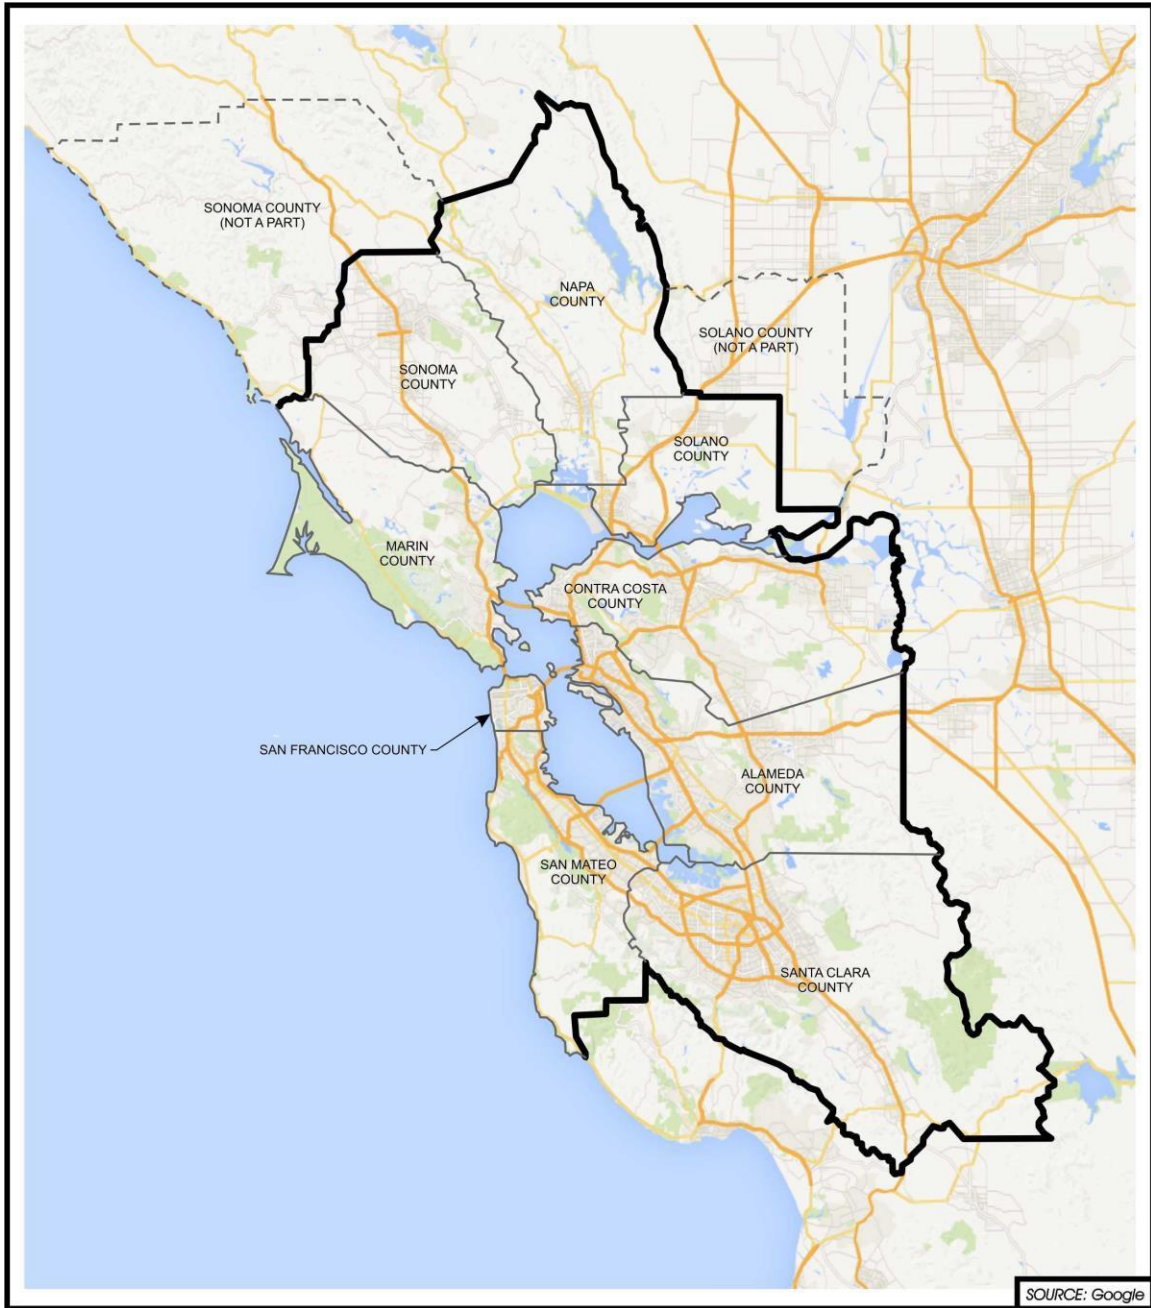 SONOMA COUNTY
(NOT A PART)
NAPA
COUNTY
SOLANO COUNTY
(NOT A PART)
SONOMA
COUNTY
SOLANO
COUNTY
MARIN
COUNTY
CONTRA COSTA
COUNTY
SAN FRANCISCO COUNTY
ALAMEDA
COUNTY
SAN MATEO
COUNTY
SANTA CLARA
COUNTY
SOURCE: Google